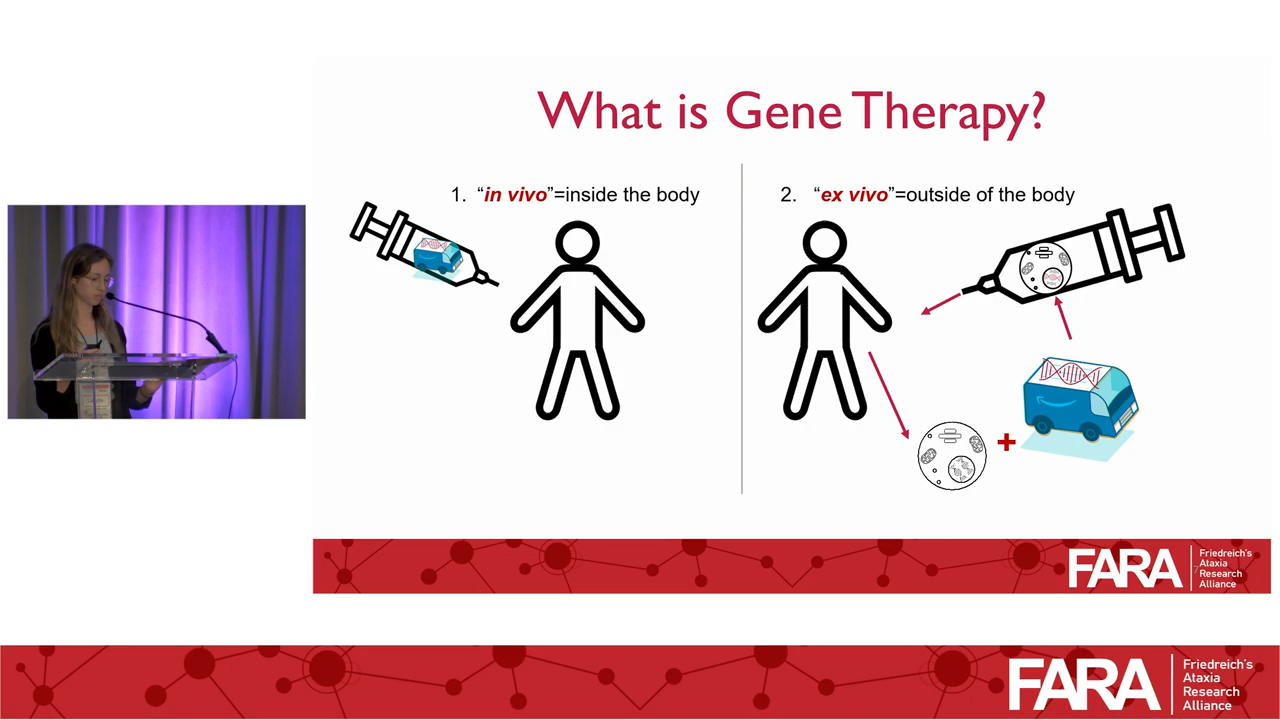 What is Gene Therapy?
1. “in vivo”=inside the body
2. “ex vivo”=outside of the body
FARA
Friedreich's
Ataxia
Research
Alliance
7
FARA
Friedreich's
Ataxia
Research
Alliance